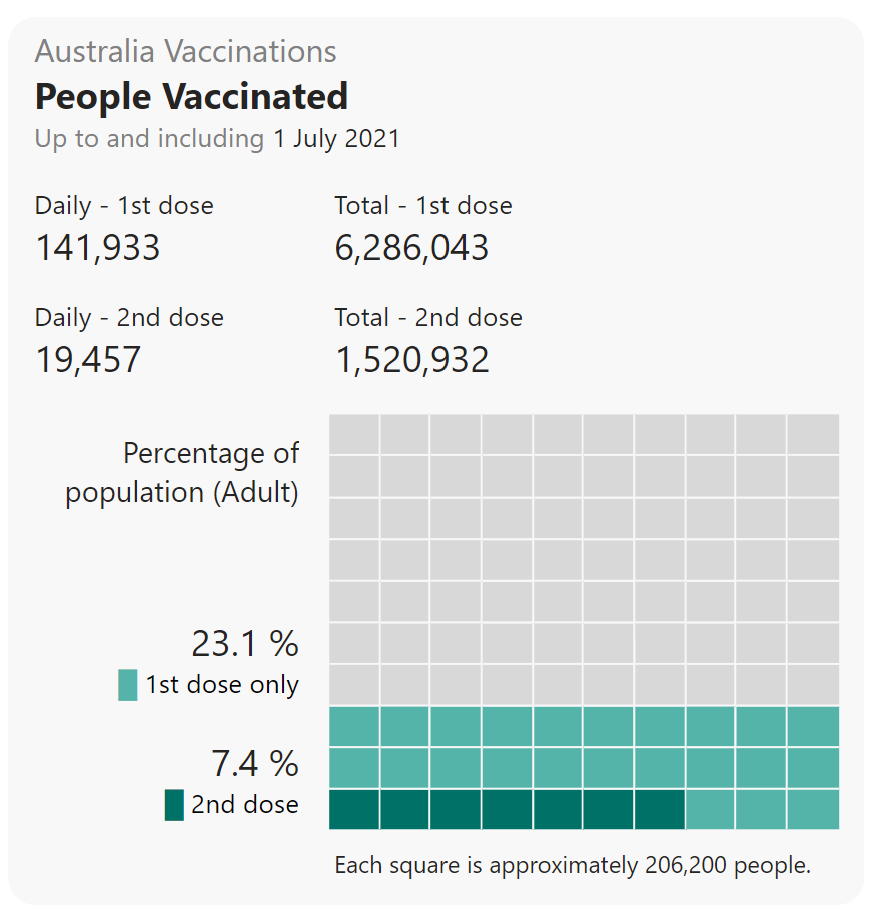 Australia Vaccinations
People Vaccinated
Up to and including 1 July 2021
Daily - 1st dose
141,933
Total - 1st dose
6,286,043
Daily - 2nd dose
19,457
Total - 2nd dose
1,520,932
Percentage of
population (Adult)
23.1 %
1st dose only
7.4 %
2nd dose
Each square is approximately 206,200 people.